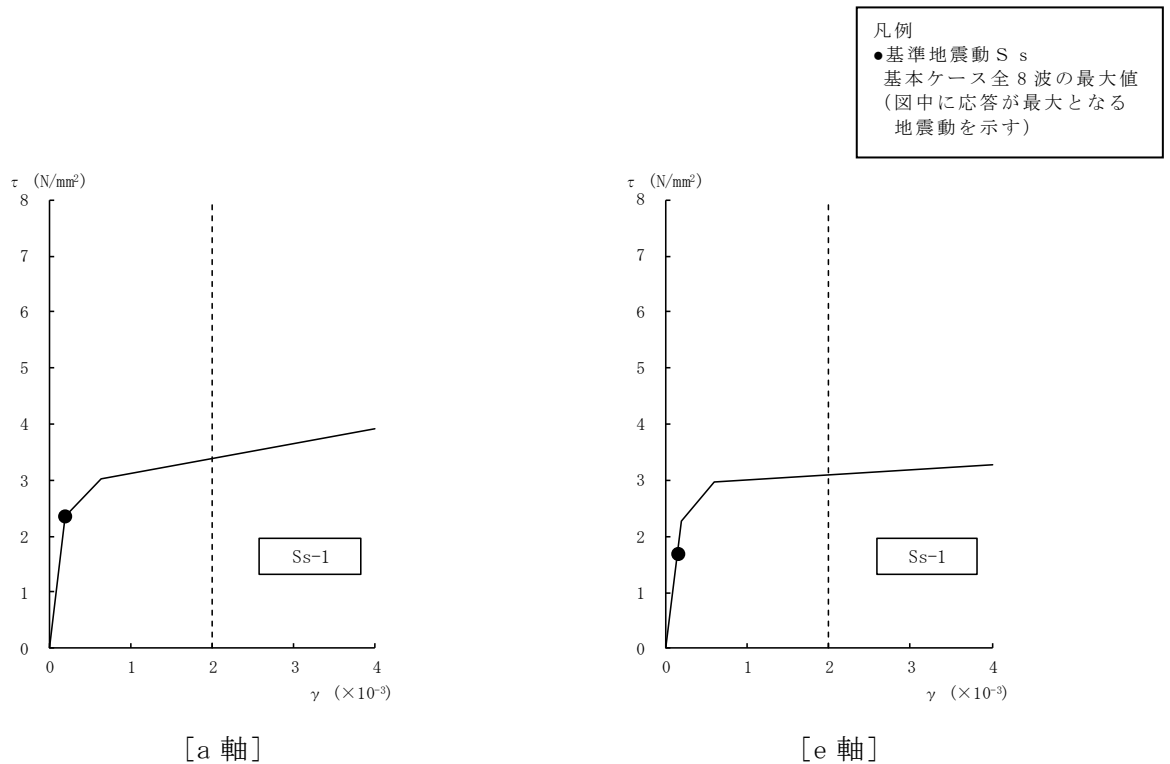 凡例
●基準地震動Ｓｓ
基本ケース全8波の最大値
(図中に応答が最大となる
地震動を示す)
τ (N/mm²)
8
7
6
5
4
3
2
1
0
0 1 2 3 4
γ (×10⁻³)
Ss-1
[a 軸]
τ (N/mm²)
8
7
6
5
4
3
2
1
0
0 1 2 3 4
γ (×10⁻³)
Ss-1
[e 軸]